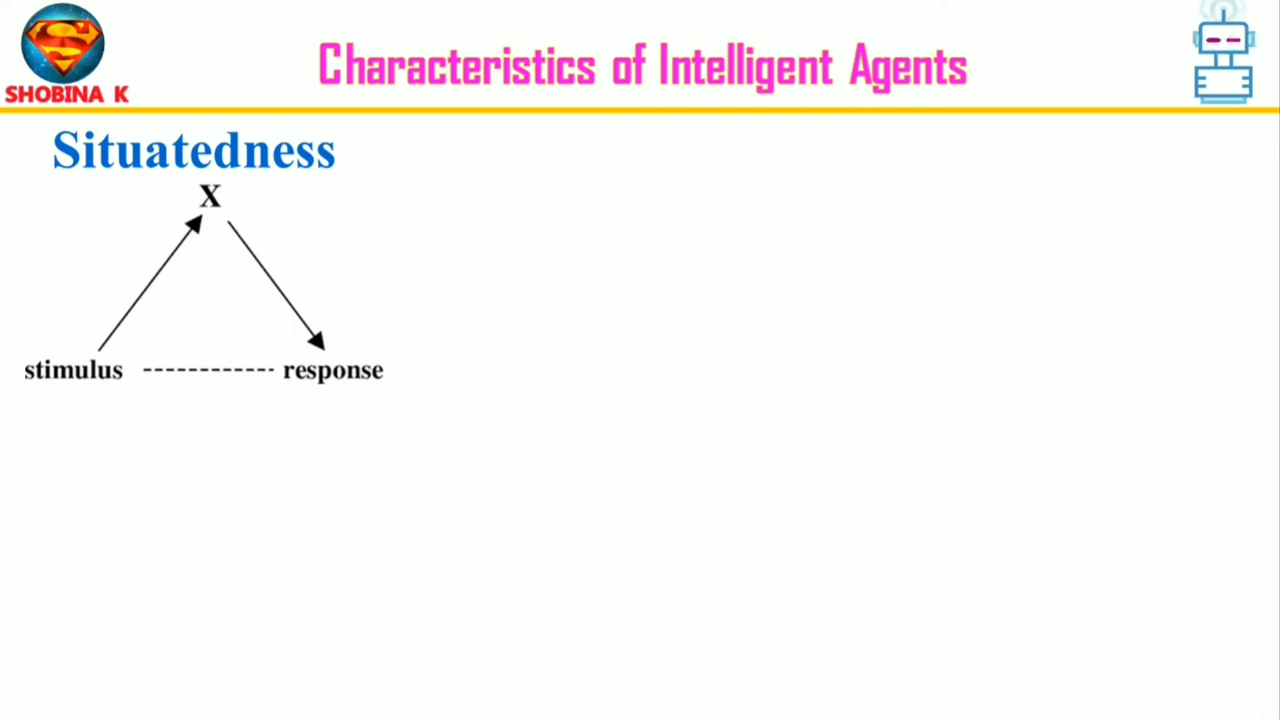 SHOBINA K
Characteristics of Intelligent Agents
Situatedness
X
stimulus ------------ response